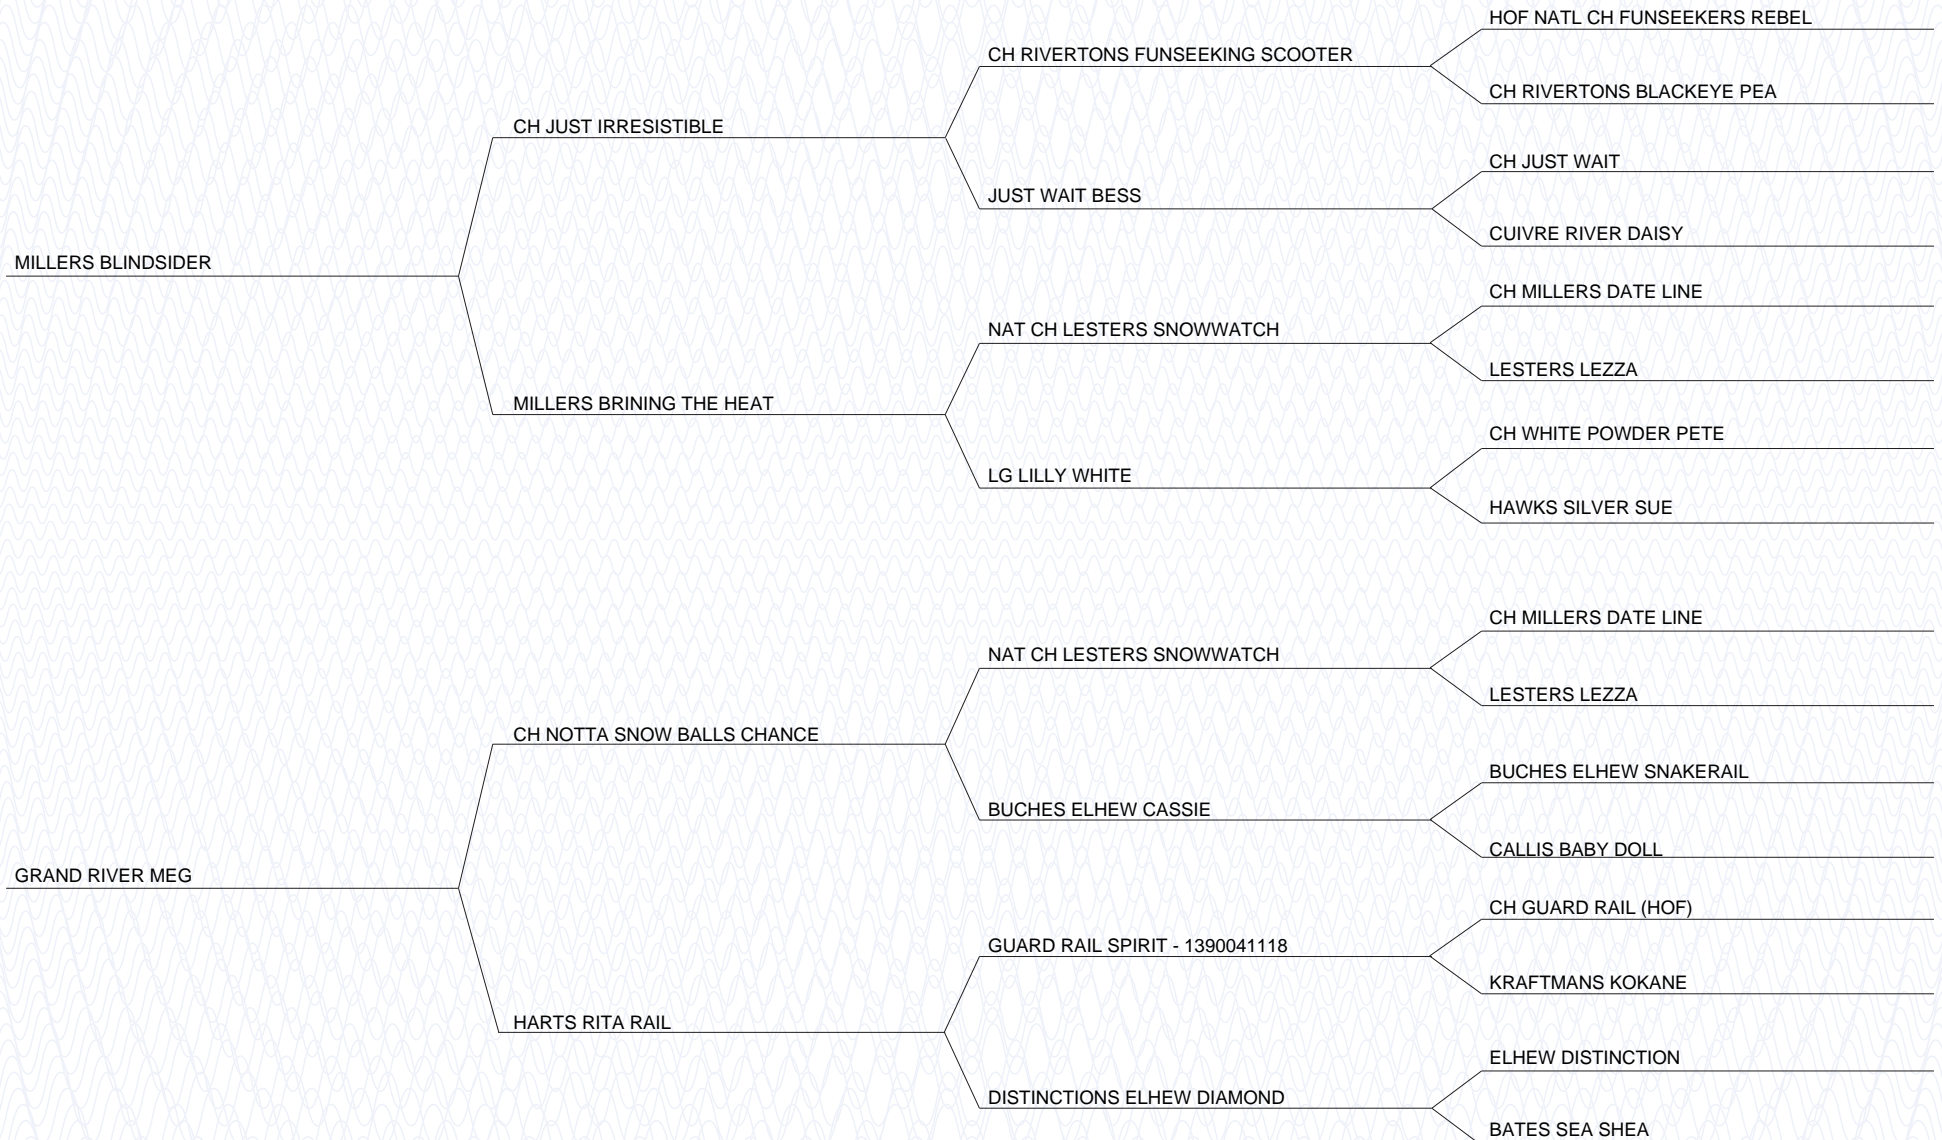 HOF NATL CH FUNSEEKERS REBEL
CH RIVERTONS FUNSEEKING SCOOTER
CH RIVERTONS BLACKEYE PEA
CH JUST IRRESISTIBLE
CH JUST WAIT
JUST WAIT BESS
CUIVRE RIVER DAISY
MILLERS BLINDSIDER
CH MILLERS DATE LINE
NAT CH LESTERS SNOWWATCH
LESTERS LEZZA
MILLERS BRINING THE HEAT
CH WHITE POWDER PETE
LG LILLY WHITE
HAWKS SILVER SUE
CH MILLERS DATE LINE
NAT CH LESTERS SNOWWATCH
LESTERS LEZZA
CH NOTTA SNOW BALLS CHANCE
BUCHES ELHEW SNAKERAIL
BUCHES ELHEW CASSIE
CALLIS BABY DOLL
GRAND RIVER MEG
CH GUARD RAIL (HOF)
GUARD RAIL SPIRIT - 1390041118
KRAFTMANS KOKANE
HARTS RITA RAIL
ELHEW DISTINCTION
DISTINCTIONS ELHEW DIAMOND
BATES SEA SHEA